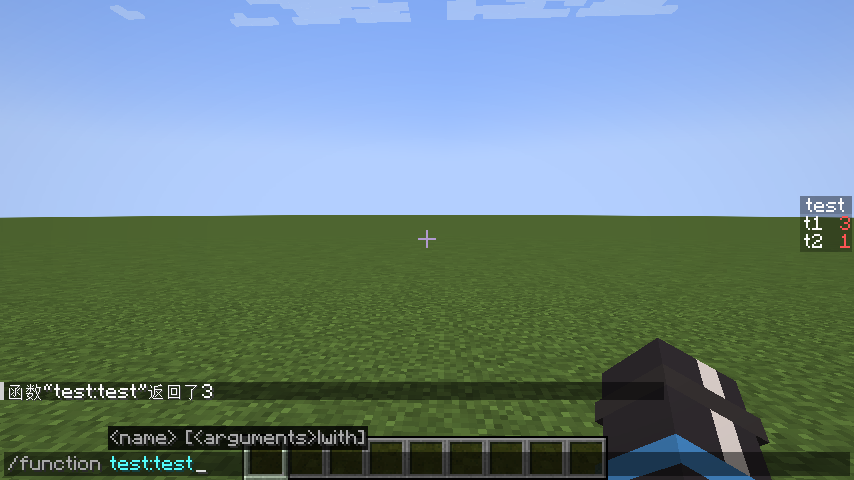 test
t1 3
t2 1
函数“test:test”返回了3
<name> [<arguments>|with]
/function test:test_